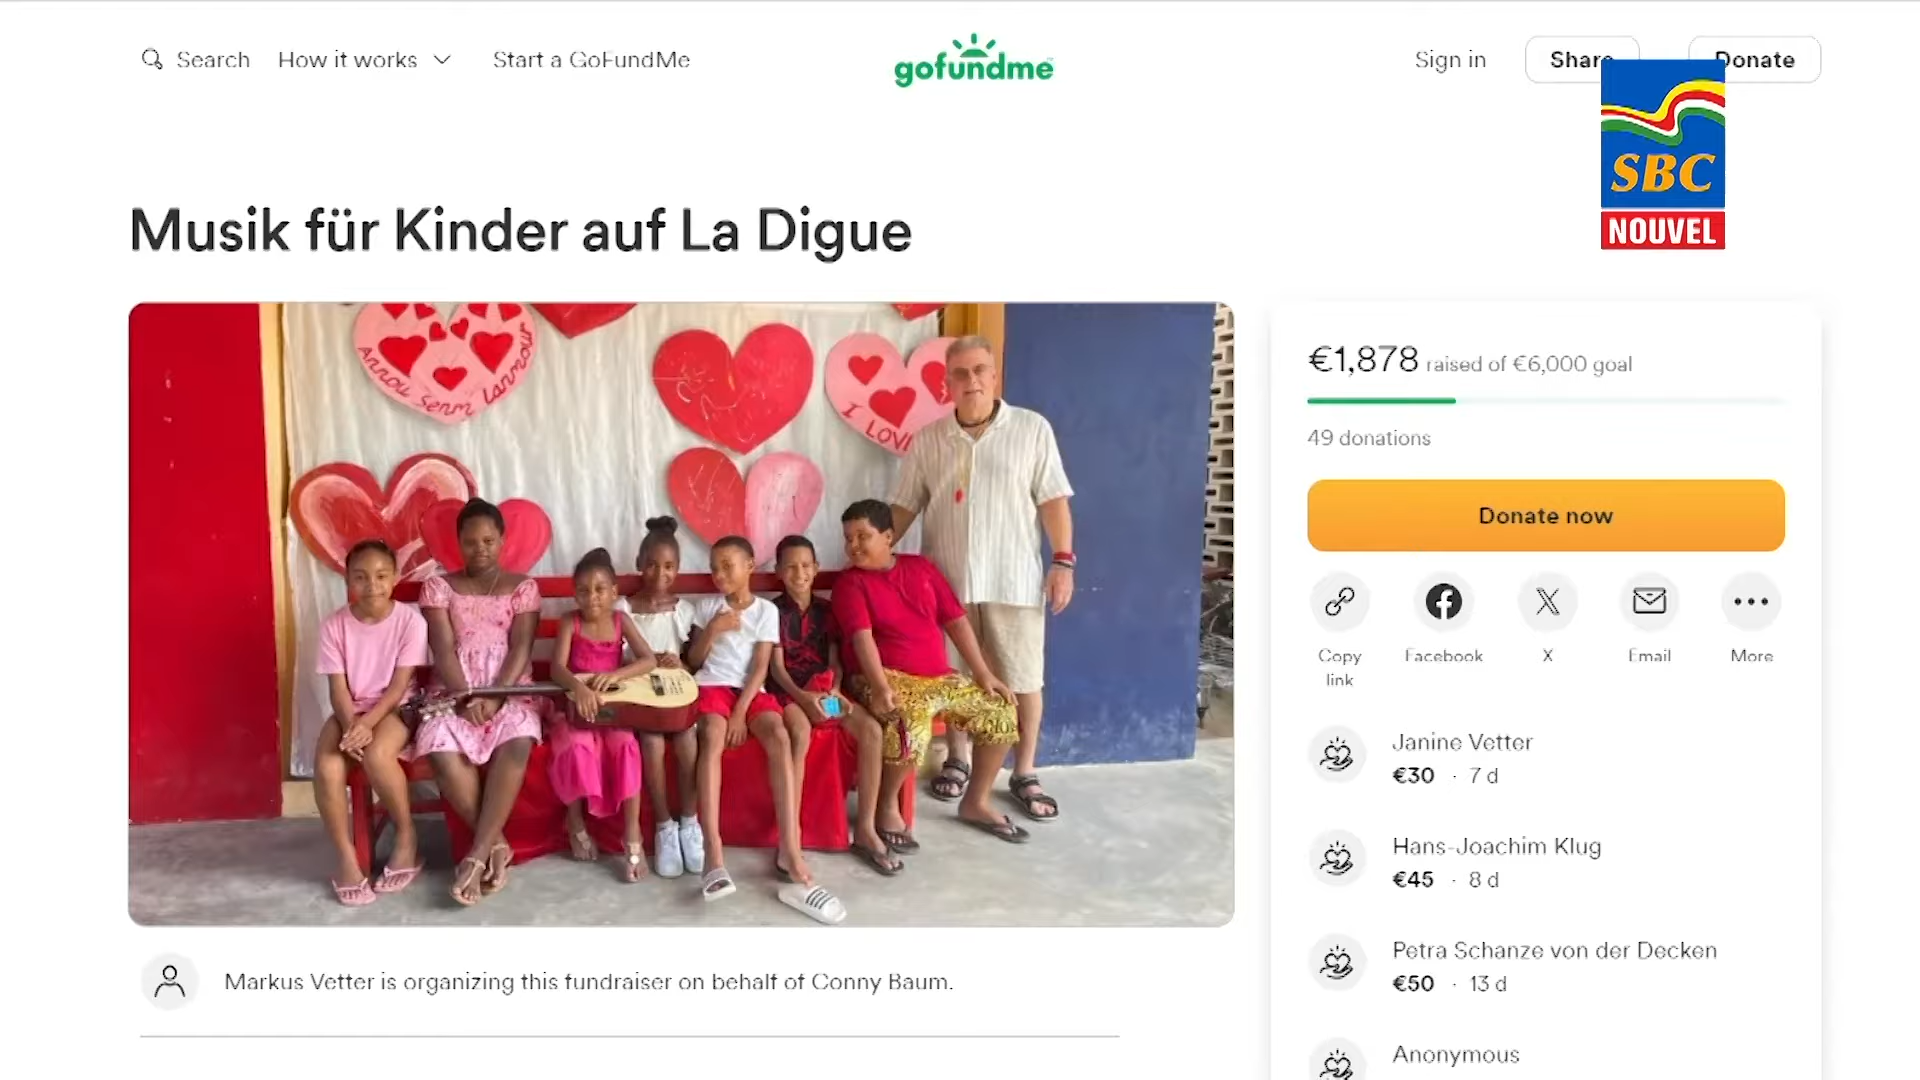 Search
How it works
Start a GoFundMe
gofundme
Sign in
Share
Donate
SBC
NOUVEL
Musik für Kinder auf La Digue
Annou senm Lanmour
I LOV
€1,878 raised of €6,000 goal
49 donations
Donate now
Copy link
Facebook
X
Email
More
Janine Vetter
€30 · 7 d
Hans-Joachim Klug
€45 · 8 d
Petra Schanze von der Decken
€50 · 13 d
Anonymous
Markus Vetter is organizing this fundraiser on behalf of Conny Baum.